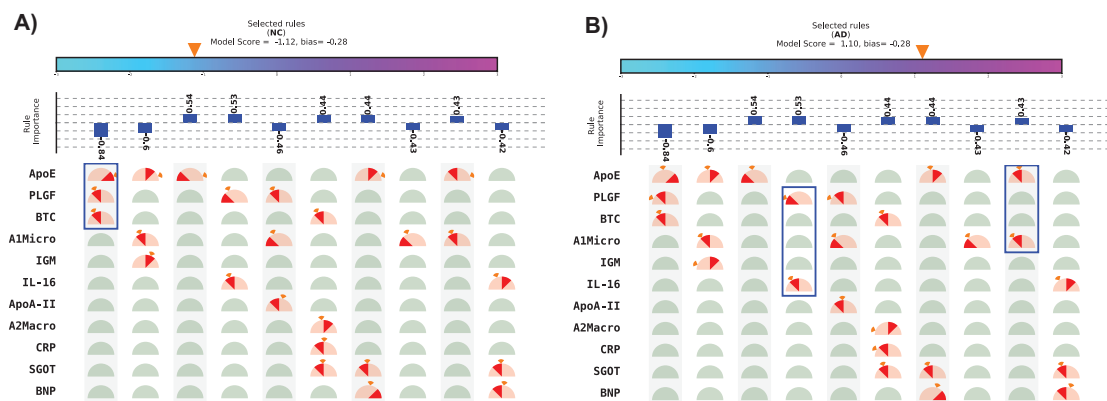 A)
Selected rules
(NC)
Model Score = -1.12, bias= -0.28
Rule
Importance
-0.84
-0.6
0.54
0.53
-0.46
0.44
0.44
-0.43
0.43
-0.42
ApoE
PLGF
BTC
A1Micro
IGM
IL-16
ApoA-II
A2Macro
CRP
SGOT
BNP
B)
Selected rules
(AD)
Model Score = 1.10, bias= -0.28
Rule
Importance
-0.84
-0.6
0.54
0.53
-0.46
0.44
0.44
-0.43
0.43
-0.42
ApoE
PLGF
BTC
A1Micro
IGM
IL-16
ApoA-II
A2Macro
CRP
SGOT
BNP